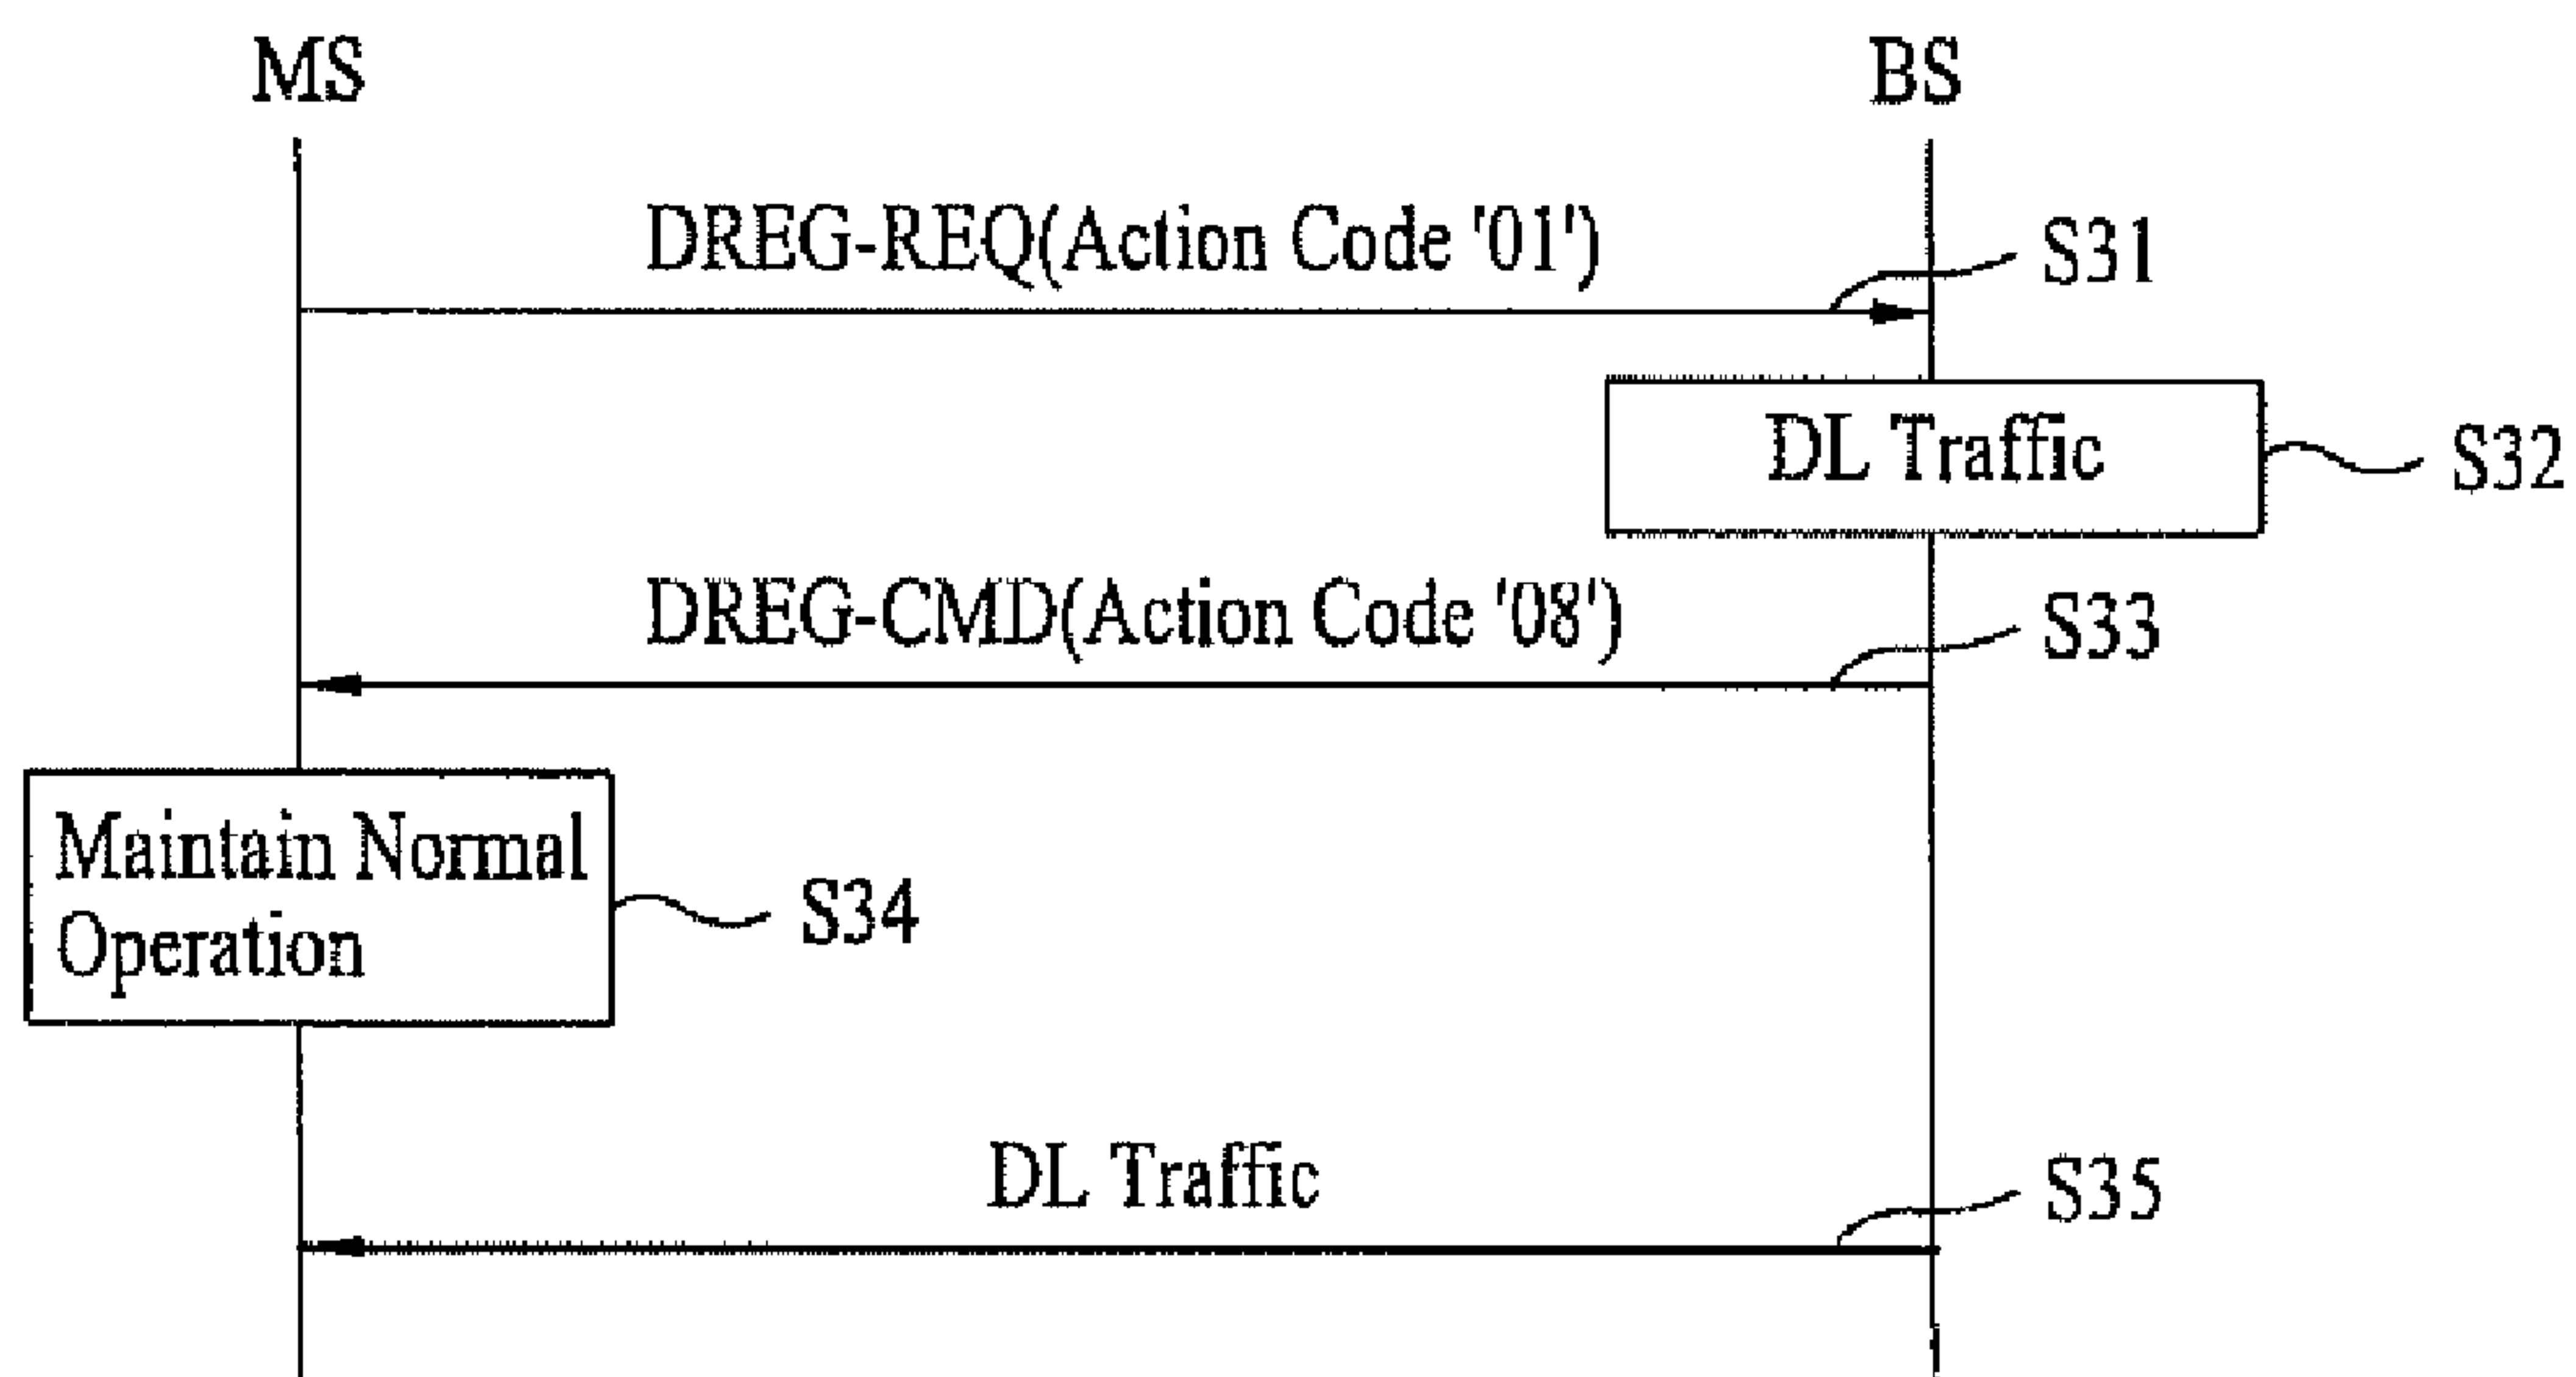 MS
BS
DREG-REQ(Action Code '01')
S31
DL Traffic
S32
DREG-CMD(Action Code '08')
S33
Maintain Normal
Operation
S34
DL Traffic
S35